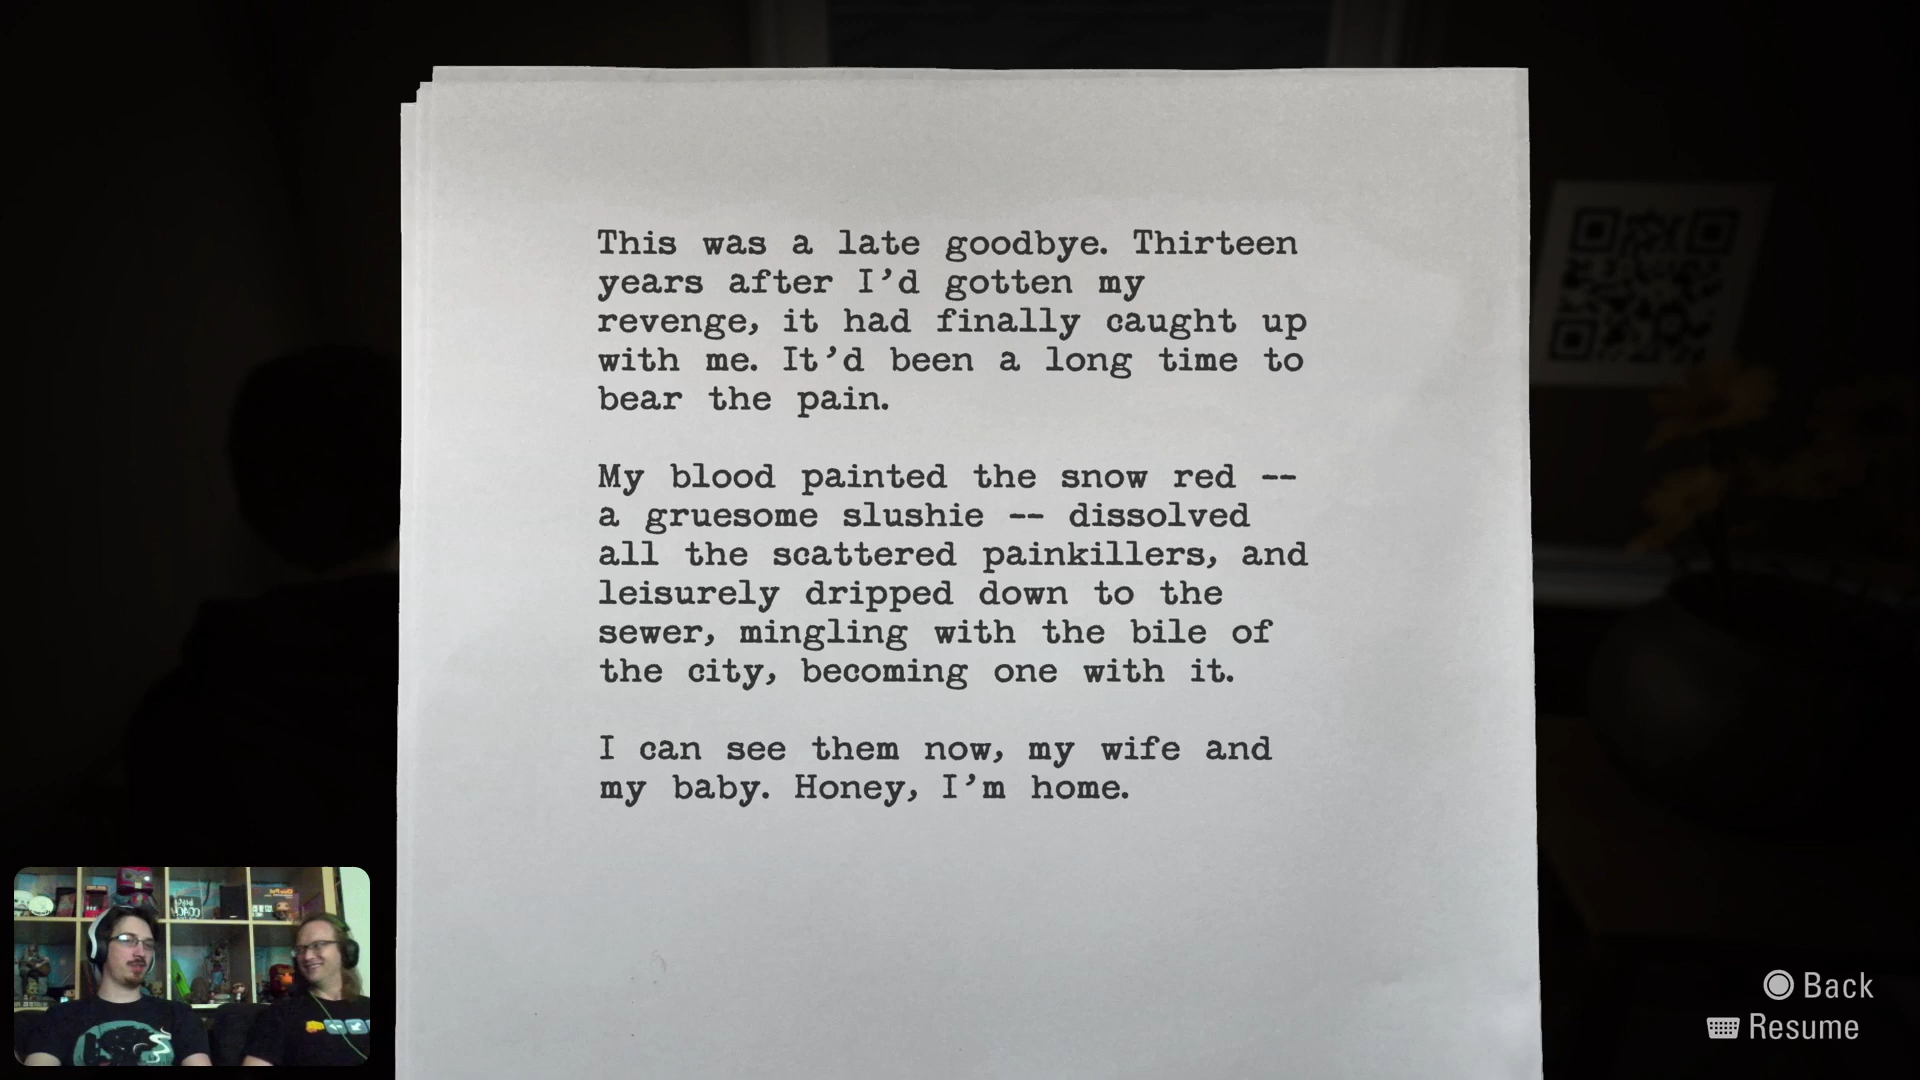 This was a late goodbye. Thirteen
years after I’d gotten my
revenge, it had finally caught up
with me. It’d been a long time to
bear the pain.
My blood painted the snow red --
a gruesome slushie -- dissolved
all the scattered painkillers, and
leisurely dripped down to the
sewer, mingling with the bile of
the city, becoming one with it.
I can see them now, my wife and
my baby. Honey, I’m home.
Back
Resume